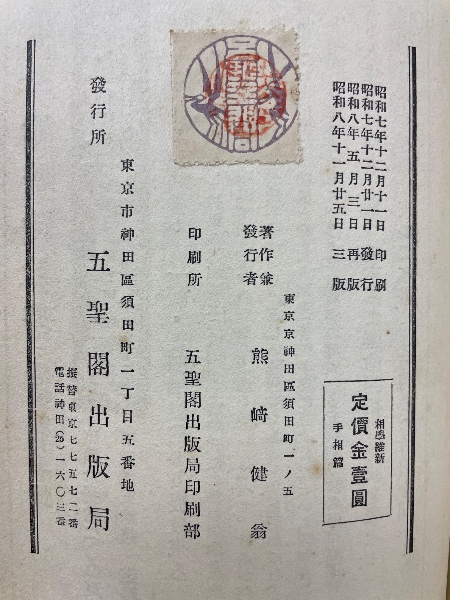 昭和七年十二月十一日印刷
昭和七年十二月廿一日發行
昭和八年五月三日再版
昭和八年十一月廿五日三版
相學維新
定價金壹圓
手相篇
東京京神田區須田町一ノ五
著作兼
發行者
熊﨑健翁
印刷所
五聖閣出版局印刷部
發行所
東京市神田區須田町一丁目五番地
五聖閣出版局
振替東京七七五七二番
電話神田(25)一六〇三番